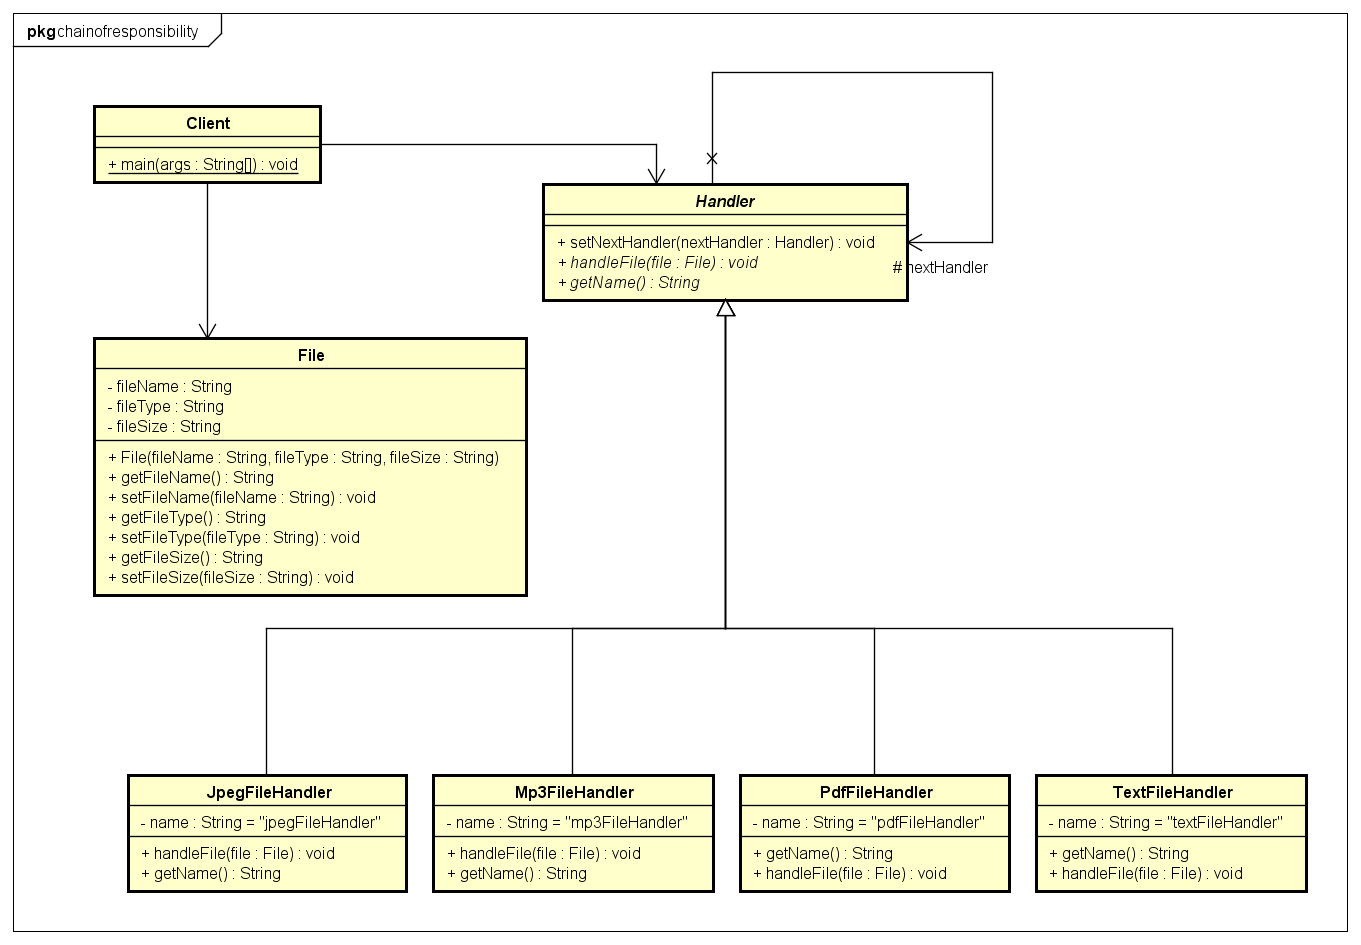 pkg chainofresponsibility
Client
+ main(args : String[]) : void
Handler
+ setNextHandler(nextHandler : Handler) : void
+ handleFile(file : File) : void
+ getName() : String
# nextHandler
File
- fileName : String
- fileType : String
- fileSize : String
+ File(fileName : String, fileType : String, fileSize : String)
+ getFileName() : String
+ setFileName(fileName : String) : void
+ getFileType() : String
+ setFileType(fileType : String) : void
+ getFileSize() : String
+ setFileSize(fileSize : String) : void
JpegFileHandler
- name : String = "jpegFileHandler"
+ handleFile(file : File) : void
+ getName() : String
Mp3FileHandler
- name : String = "mp3FileHandler"
+ handleFile(file : File) : void
+ getName() : String
PdfFileHandler
- name : String = "pdfFileHandler"
+ getName() : String
+ handleFile(file : File) : void
TextFileHandler
- name : String = "textFileHandler"
+ getName() : String
+ handleFile(file : File) : void